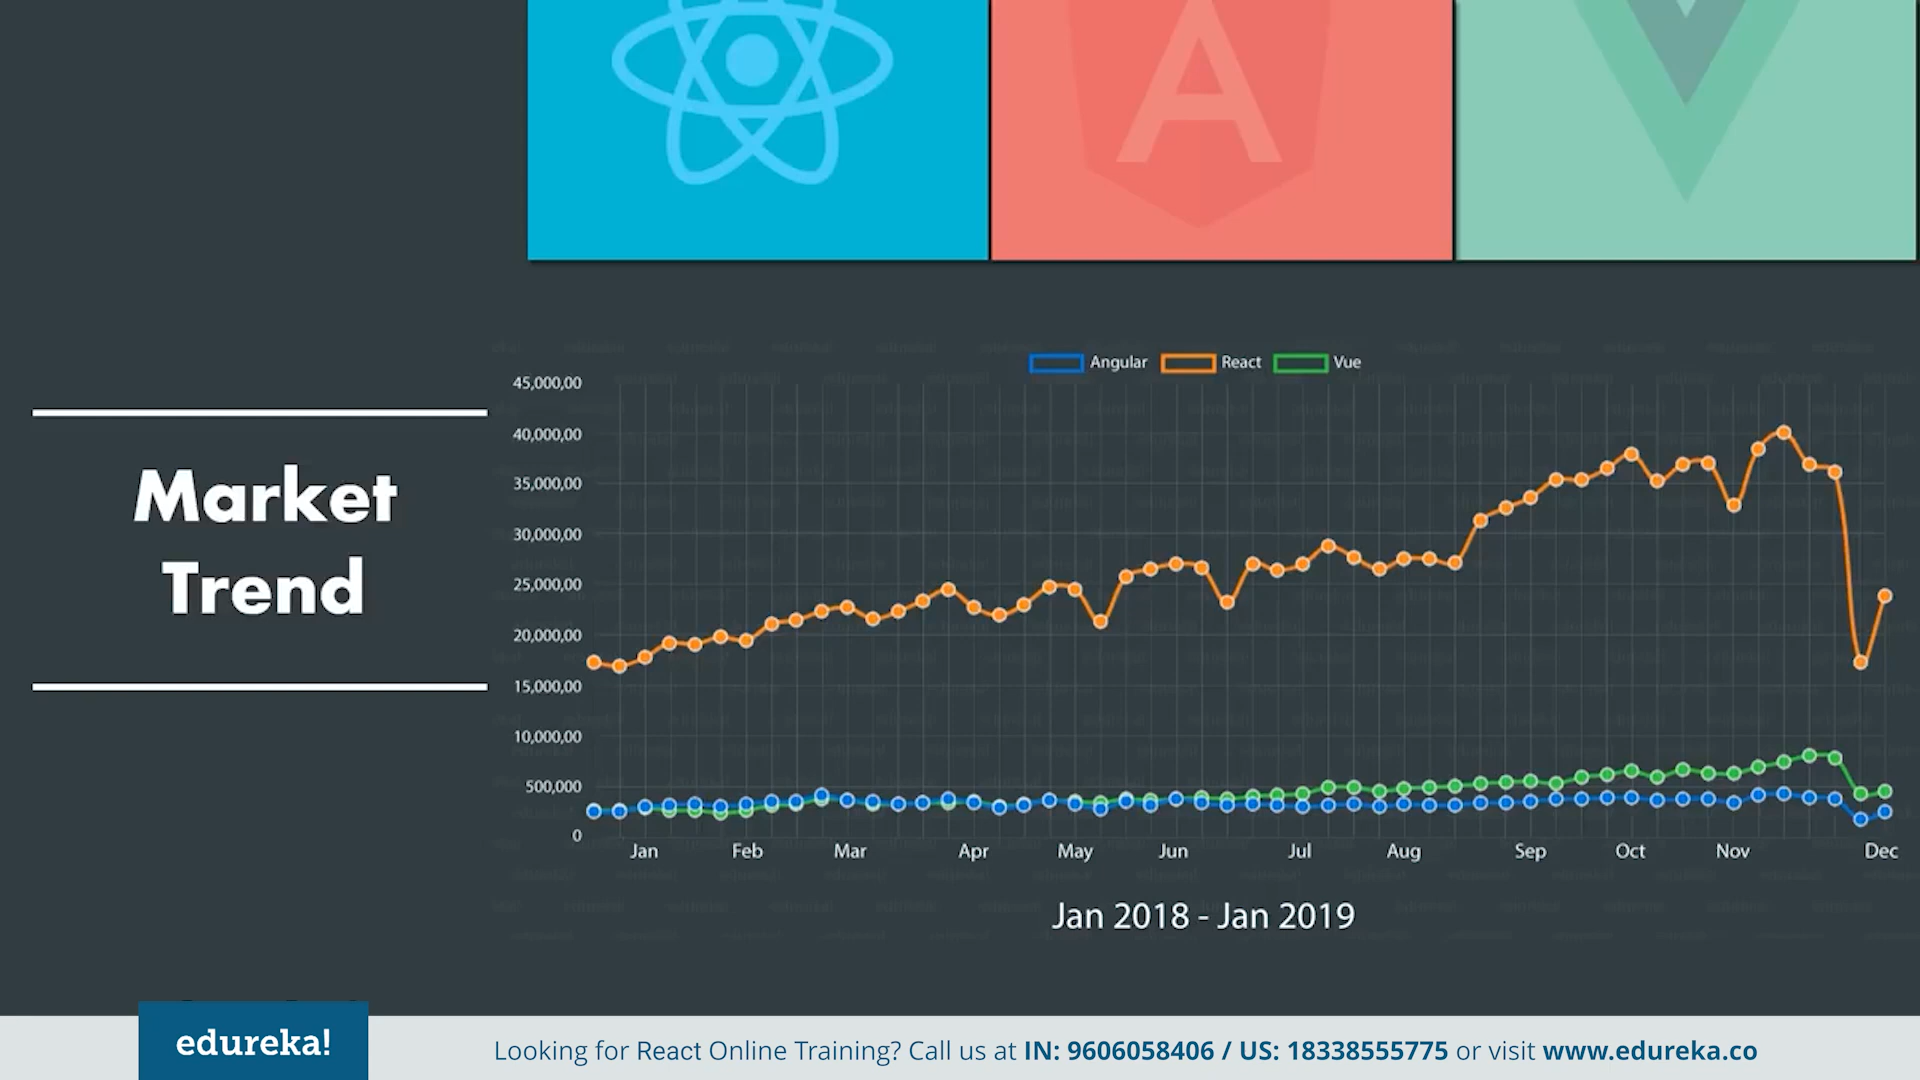 A
Market
Trend
Angular React Vue
45,000,00
40,000,00
35,000,00
30,000,00
25,000,00
20,000,00
15,000,00
10,000,00
500,000
0
Jan Feb Mar Apr May Jun Jul Aug Sep Oct Nov Dec
Jan 2018 - Jan 2019
edureka!
Looking for React Online Training? Call us at IN: 9606058406 / US: 18338555775 or visit www.edureka.co